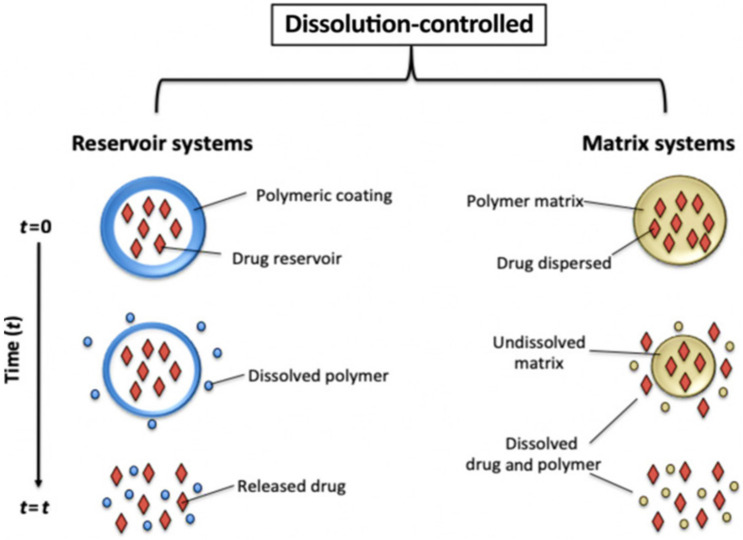 Dissolution-controlled
Reservoir systems
Polymeric coating
Drug reservoir
Dissolved polymer
Released drug
Matrix systems
Polymer matrix
Drug dispersed
Undissolved
matrix
Dissolved
drug and polymer
t=0
Time (t)
t=t